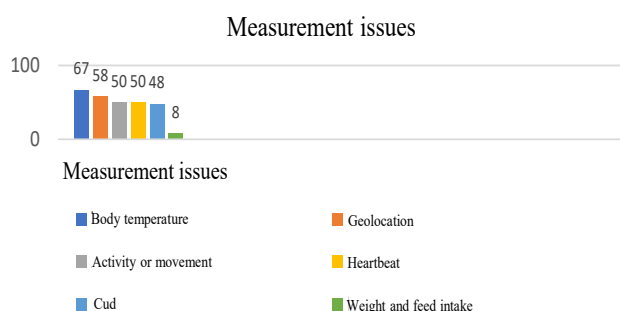 Measurement issues
100
67 58 50 50 48 8
0
Measurement issues
Body temperature Geolocation
Activity or movement Heartbeat
Cud Weight and feed intake